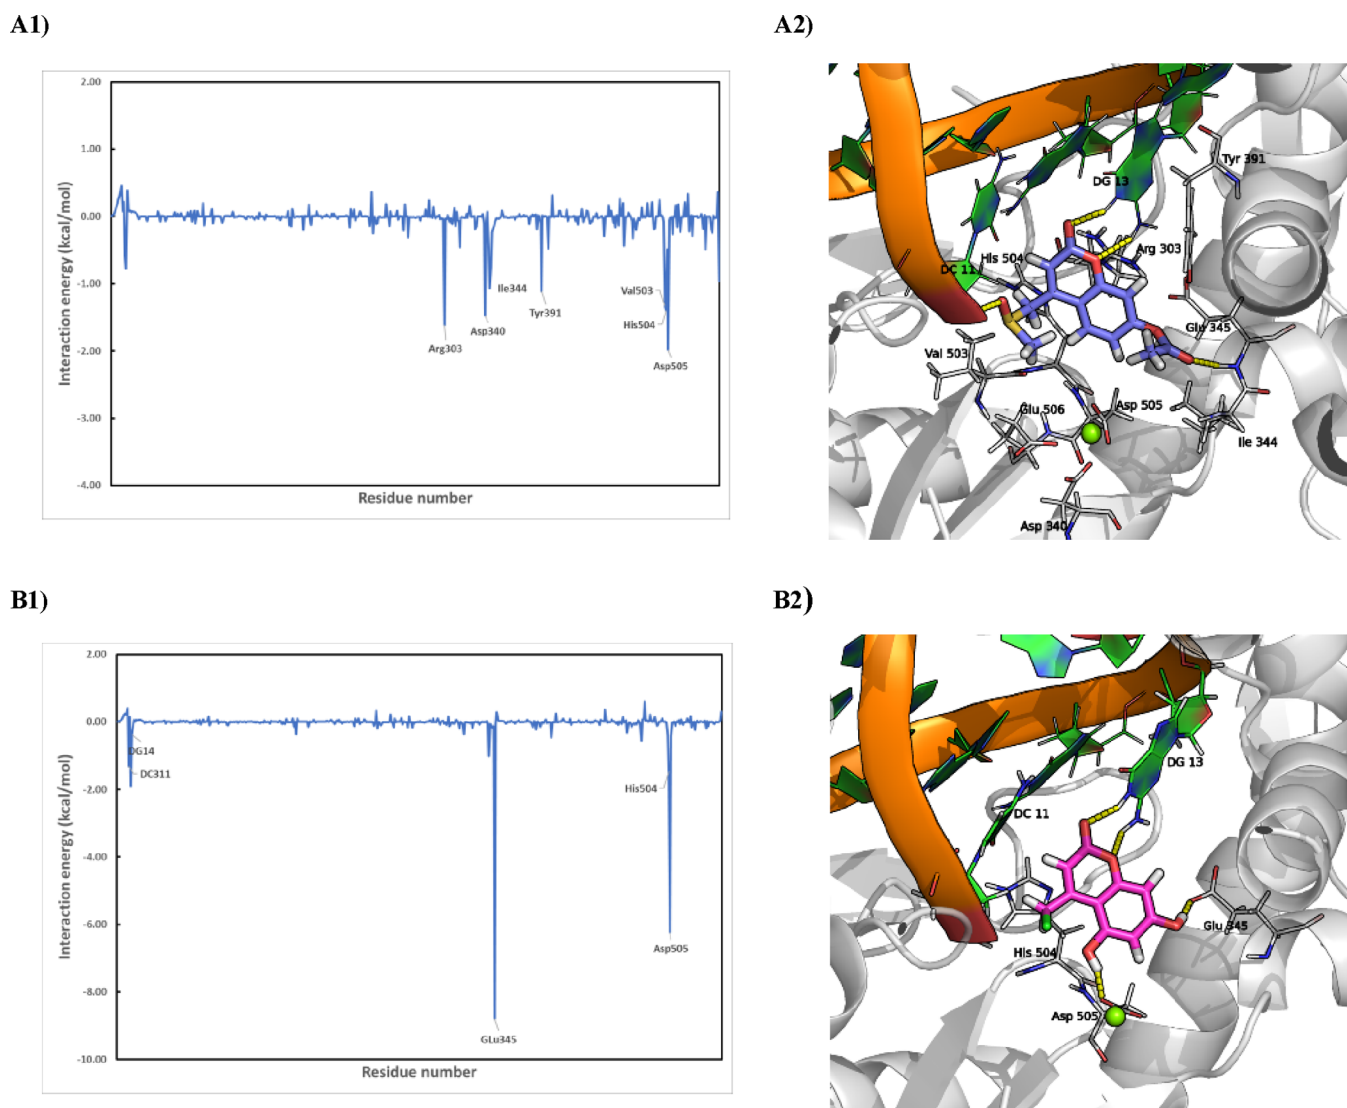 A1)
A2)
2.00
1.00
0.00
-1.00
-2.00
-3.00
-4.00
Interaction energy (kcal/mol)
Residue number
Arg303
Asp340
Ile344
Tyr391
Val503
His504
Asp505
Tyr 391
DG 13
Arg 303
His 504
DC 11
Glu 345
Val 503
Glu 506
Asp 505
Ile 344
Asp 340
B1)
B2)
2.00
0.00
-2.00
-4.00
-6.00
-8.00
-10.00
Interaction energy (kcal/mol)
Residue number
DG14
DC311
GLu345
His504
Asp505
DG 13
DC 11
Glu 345
His 504
Asp 505